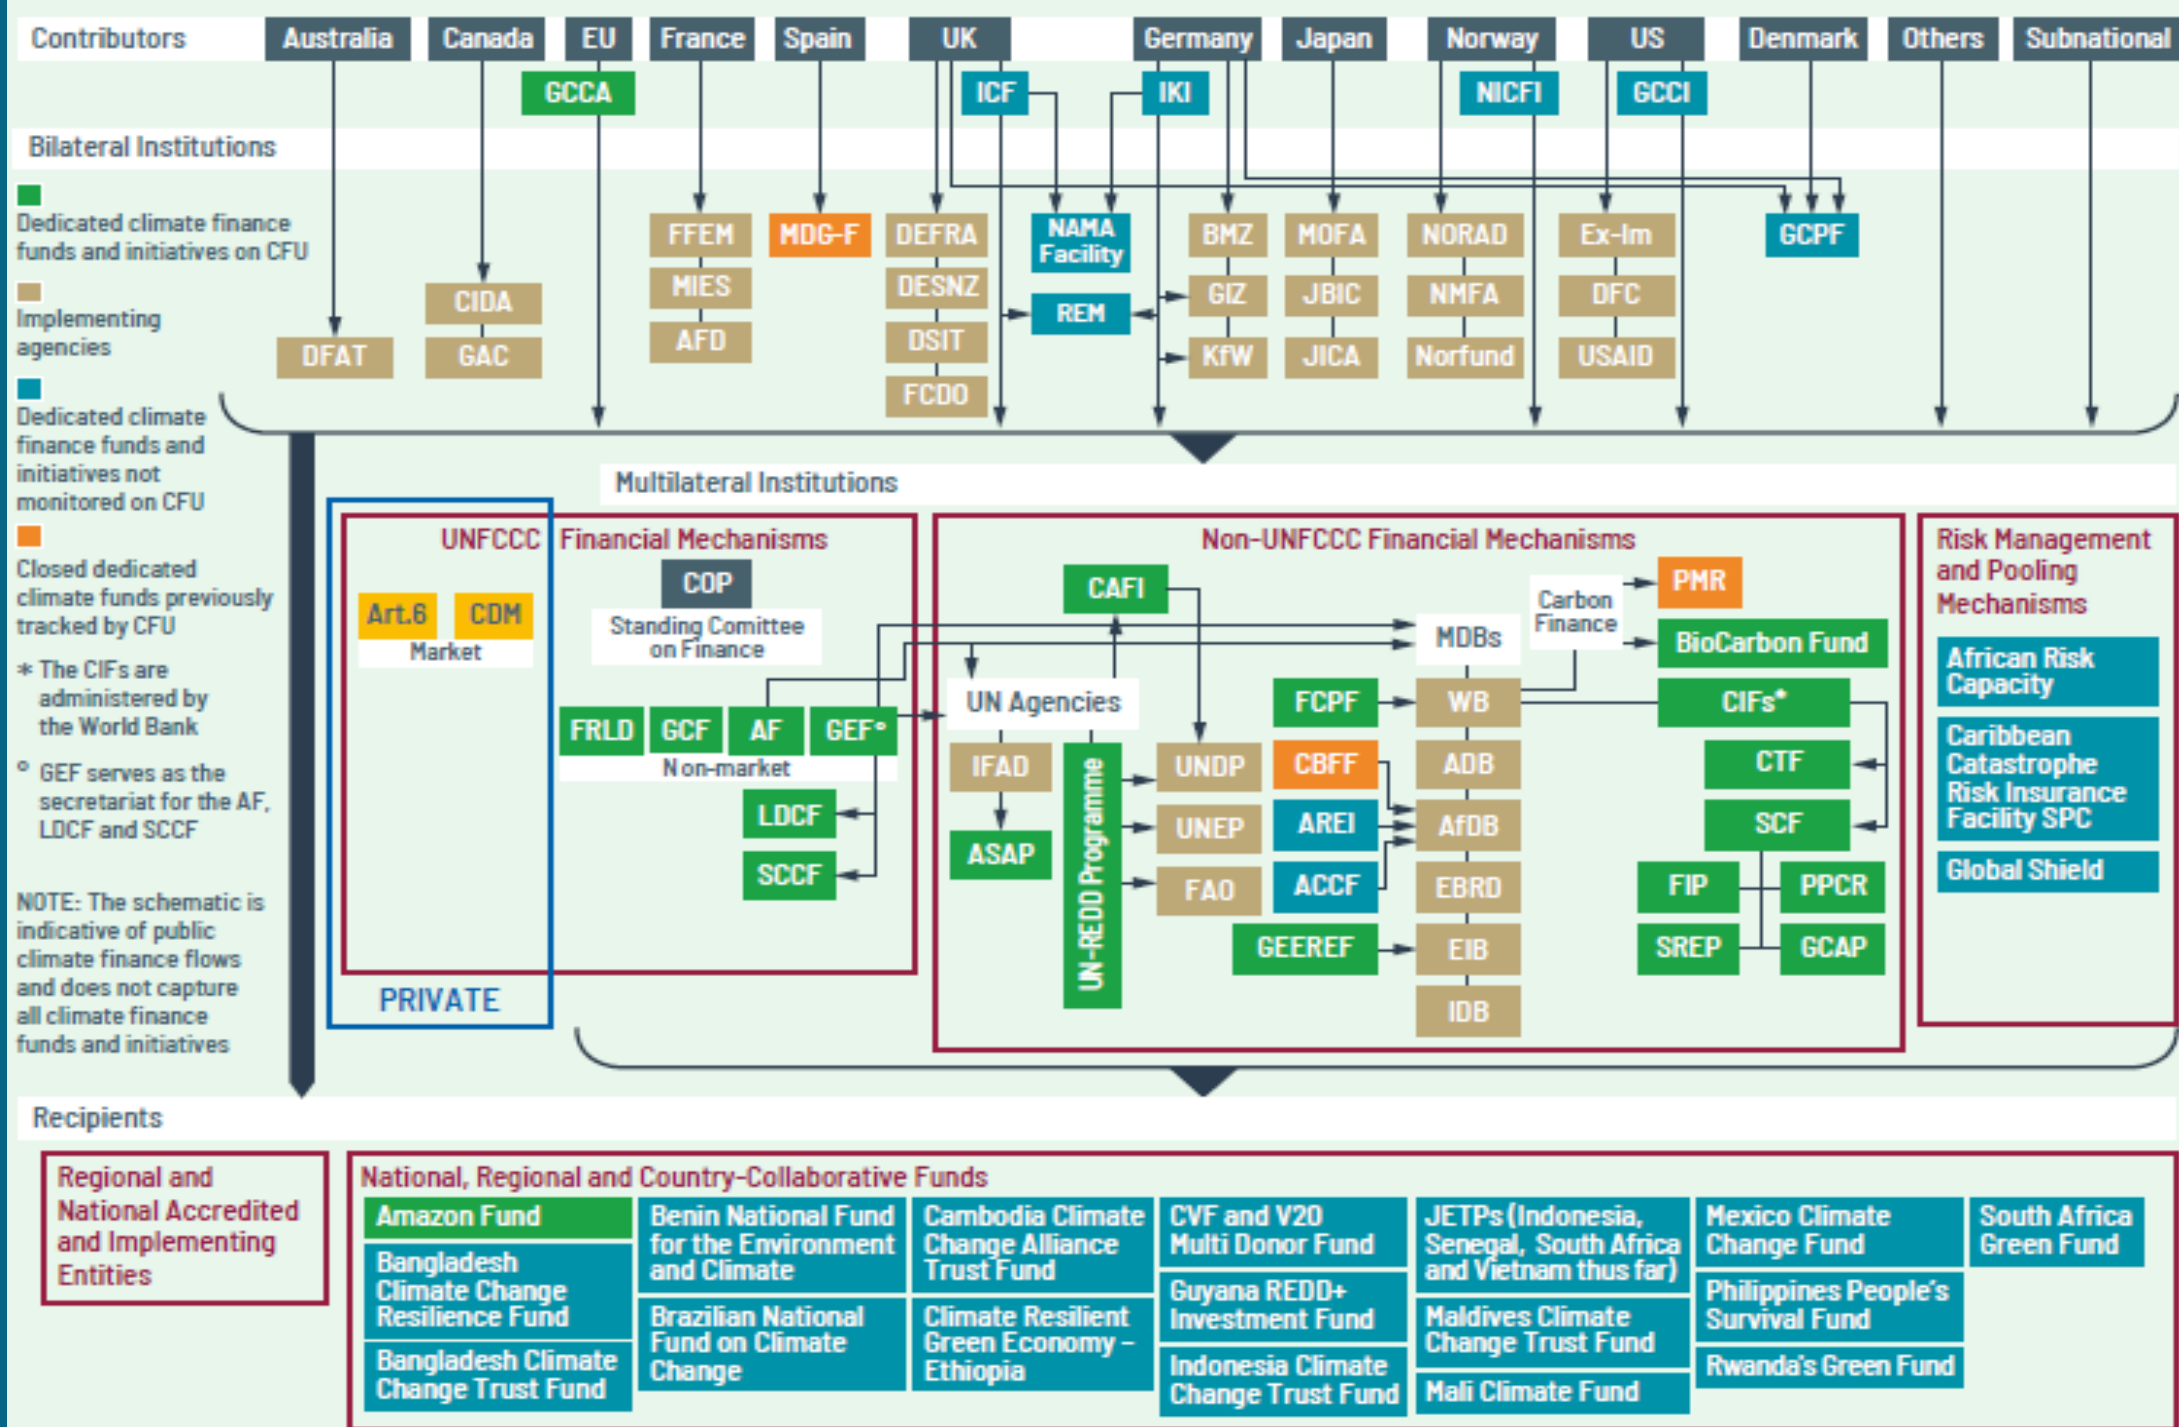 Contributors
Australia
Canada
EU
France
Spain
UK
Germany
Japan
Norway
US
Denmark
Others
Subnational
GCCA
ICF
IKI
NICFI
GCCI
Bilateral Institutions
Dedicated climate finance
funds and initiatives on CFU
Implementing
agencies
Dedicated climate
finance funds and
initiatives not
monitored on CFU
Closed dedicated
climate funds previously
tracked by CFU
* The CIFs are
administered by
the World Bank
° GEF serves as the
secretariat for the AF,
LDCF and SCCF
NOTE: The schematic is
indicative of public
climate finance flows
and does not capture
all climate finance
funds and initiatives
DFAT
CIDA
GAC
FFEM
MIES
AFD
MDG-F
DEFRA
DESNZ
DSIT
FCDO
NAMA
Facility
REM
BMZ
GIZ
KfW
MOFA
JBIC
JICA
NORAD
NMFA
Norfund
Ex-Im
DFC
USAID
GCPF
Multilateral Institutions
UNFCCC Financial Mechanisms
Art.6
CDM
Market
PRIVATE
COP
Standing Comittee
on Finance
FRLD
GCF
AF
GEF°
Non-market
LDCF
SCCF
Non-UNFCCC Financial Mechanisms
CAFI
UN Agencies
IFAD
ASAP
UN-REDD Programme
UNDP
UNEP
FAO
FCPF
CBFF
AREI
ACCF
GEEREF
MDBs
WB
ADB
AfDB
EBRD
EIB
IDB
Carbon
Finance
PMR
BioCarbon Fund
CIFs*
CTF
SCF
FIP
PPCR
SREP
GCAP
Risk Management
and Pooling
Mechanisms
African Risk
Capacity
Caribbean
Catastrophe
Risk Insurance
Facility SPC
Global Shield
Recipients
Regional and
National Accredited
and Implementing
Entities
National, Regional and Country-Collaborative Funds
Amazon Fund
Bangladesh
Climate Change
Resilience Fund
Bangladesh Climate
Change Trust Fund
Benin National Fund
for the Environment
and Climate
Brazilian National
Fund on Climate
Change
Cambodia Climate
Change Alliance
Trust Fund
Climate Resilient
Green Economy –
Ethiopia
CVF and V20
Multi Donor Fund
Guyana REDD+
Investment Fund
Indonesia Climate
Change Trust Fund
JETPs (Indonesia,
Senegal, South Africa
and Vietnam thus far)
Maldives Climate
Change Trust Fund
Mali Climate Fund
Mexico Climate
Change Fund
Philippines People's
Survival Fund
Rwanda's Green Fund
South Africa
Green Fund